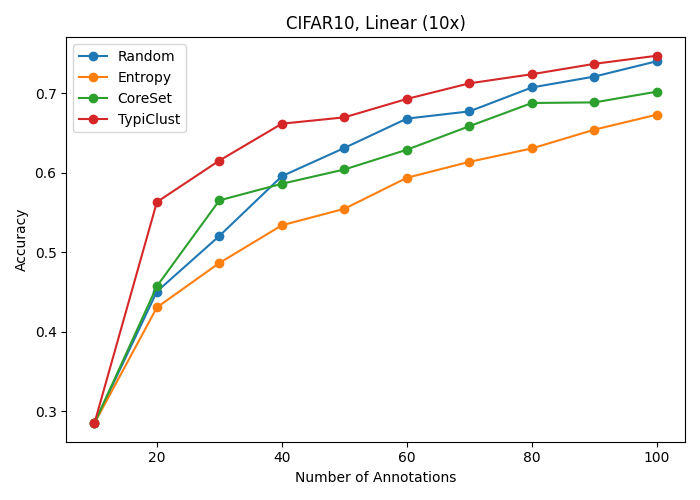 CIFAR10, Linear (10x)
Random
Entropy
CoreSet
TypiClust
Accuracy
0.7
0.6
0.5
0.4
0.3
20 40 60 80 100
Number of Annotations